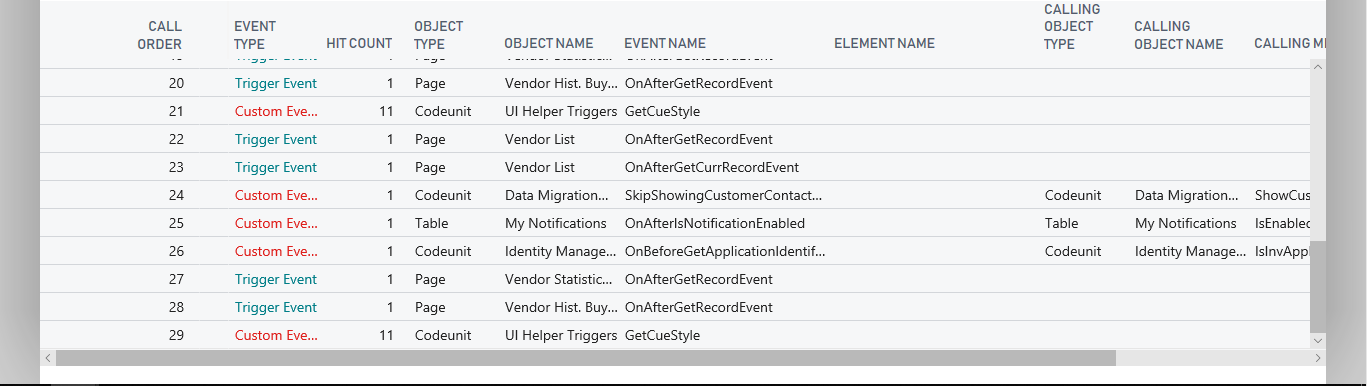 CALL ORDER EVENT TYPE HIT COUNT OBJECT TYPE OBJECT NAME EVENT NAME ELEMENT NAME CALLING OBJECT TYPE CALLING OBJECT NAME CALLING
20 Trigger Event 1 Page Vendor Hist. Buy... OnAfterGetRecordEvent
21 Custom Eve... 11 Codeunit UI Helper Triggers GetCueStyle
22 Trigger Event 1 Page Vendor List OnAfterGetRecordEvent
23 Trigger Event 1 Page Vendor List OnAfterGetCurrRecordEvent
24 Custom Eve... 1 Codeunit Data Migration... SkipShowingCustomerContact... Codeunit Data Migration... ShowCus
25 Custom Eve... 1 Table My Notifications OnAfterIsNotificationEnabled Table My Notifications IsEnabled
26 Custom Eve... 1 Codeunit Identity Manage... OnBeforeGetApplicationIdentif... Codeunit Identity Manage... IsInvAppl
27 Trigger Event 1 Page Vendor Statistic... OnAfterGetRecordEvent
28 Trigger Event 1 Page Vendor Hist. Buy... OnAfterGetRecordEvent
29 Custom Eve... 11 Codeunit UI Helper Triggers GetCueStyle